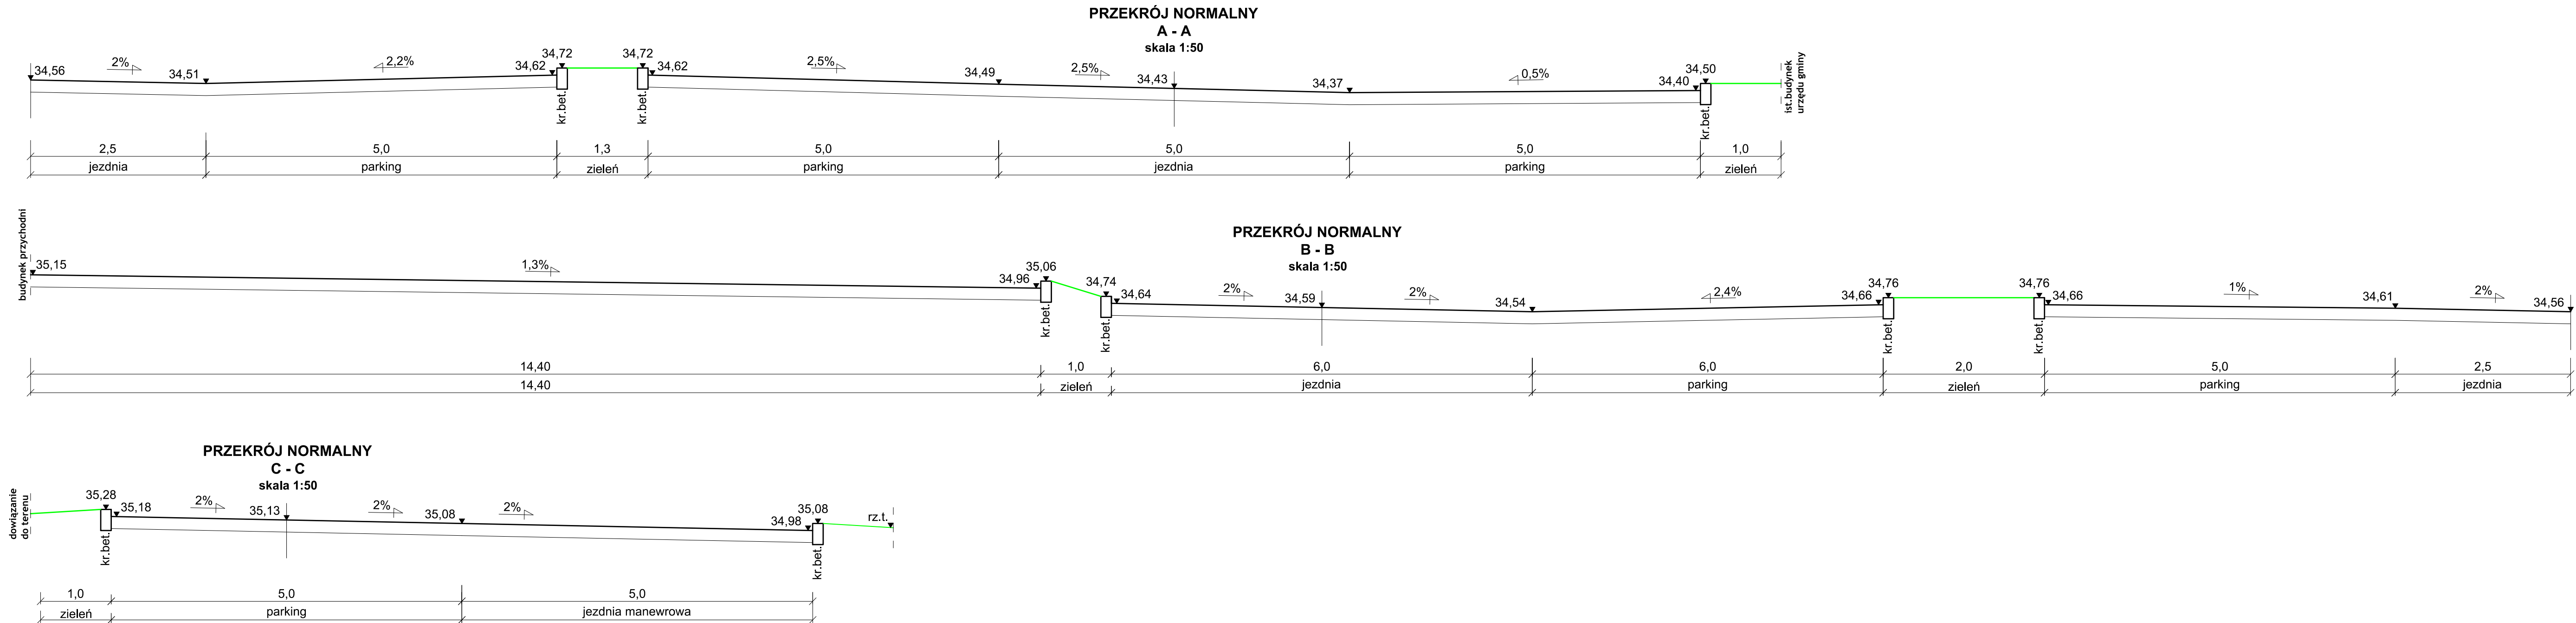 PRZEKRÓJ NORMALNY
A - A
skala 1:50
34,56
2%
34,51
2,2%
34,62
34,72
34,72
34,62
2,5%
34,49
2,5%
34,43
34,37
0,5%
34,40
34,50
ist.budynek
urzędu gminy
kr.bet.
kr.bet.
kr.bet.
2,5
5,0
1,3
5,0
5,0
5,0
1,0
jezdnia
parking
zieleń
parking
jezdnia
parking
zieleń
PRZEKRÓJ NORMALNY
B - B
skala 1:50
budynek przychodni
35,15
1,3%
34,96
35,06
34,74
34,64
2%
34,59
2%
34,54
2,4%
34,66
34,76
34,76
34,66
1%
34,61
2%
34,56
kr.bet.
kr.bet.
kr.bet.
kr.bet.
14,40
1,0
6,0
6,0
2,0
5,0
2,5
14,40
zieleń
jezdnia
parking
zieleń
parking
jezdnia
PRZEKRÓJ NORMALNY
C - C
skala 1:50
dowiązanie
do terenu
35,28
35,18
2%
35,13
2%
35,08
2%
34,98
35,08
rz.t.
kr.bet.
kr.bet.
1,0
5,0
5,0
zieleń
parking
jezdnia manewrowa